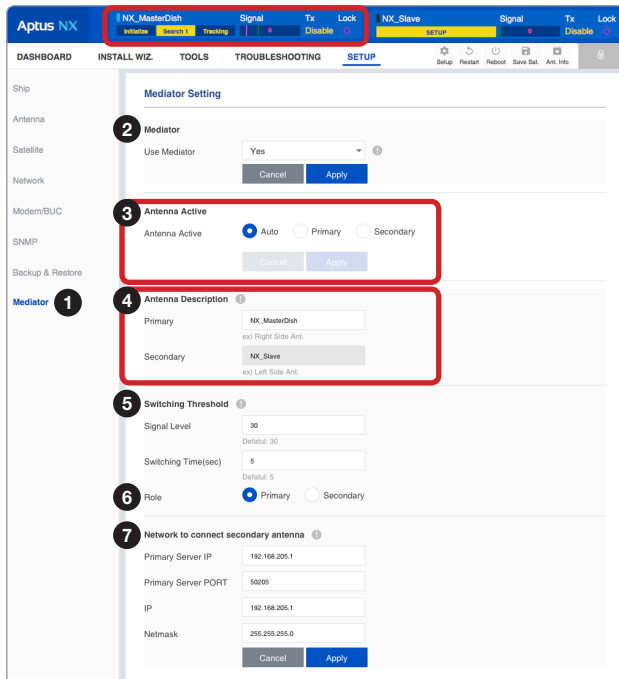 Aptus NX
NX_MasterDish Signal Tx Lock
Initialize Search 1 Tracking 0 Disable
NX_Slave Signal Tx Lock
SETUP 0 Disable
DASHBOARD INSTALL WIZ. TOOLS TROUBLESHOOTING SETUP
Setup Restart Reboot Save Sat. Ant. Info
Ship
Antenna
Satellite
Network
Modem/BUC
SNMP
Backup & Restore
Mediator 1
Mediator Setting
2 Mediator
Use Mediator Yes !
Cancel Apply
3 Antenna Active
Antenna Active Auto Primary Secondary
Cancel Apply
4 Antenna Description !
Primary NX_MasterDish
ex) Right Side Ant.
Secondary NX_Slave
ex) Left Side Ant.
5 Switching Threshold !
Signal Level 30
Defatul: 30
Switching Time(sec) 5
Defatul: 5
6 Role Primary Secondary
7 Network to connect secondary antenna !
Primary Server IP 192.168.205.1
Primary Server PORT 50205
IP 192.168.205.1
Netmask 255.255.255.0
Cancel Apply